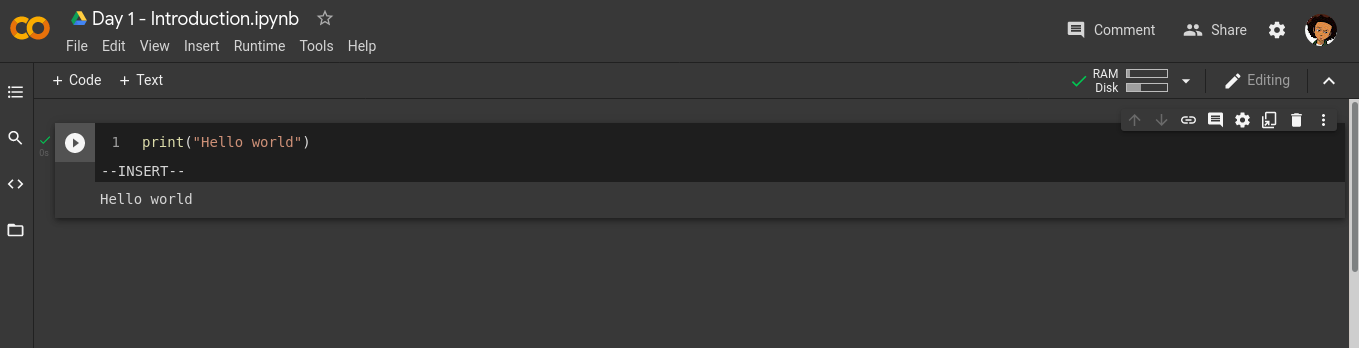 Day 1 - Introduction.ipynb
File Edit View Insert Runtime Tools Help
Comment Share
+ Code + Text
RAM
Disk
Editing
1 print("Hello world")
0s
--INSERT--
Hello world